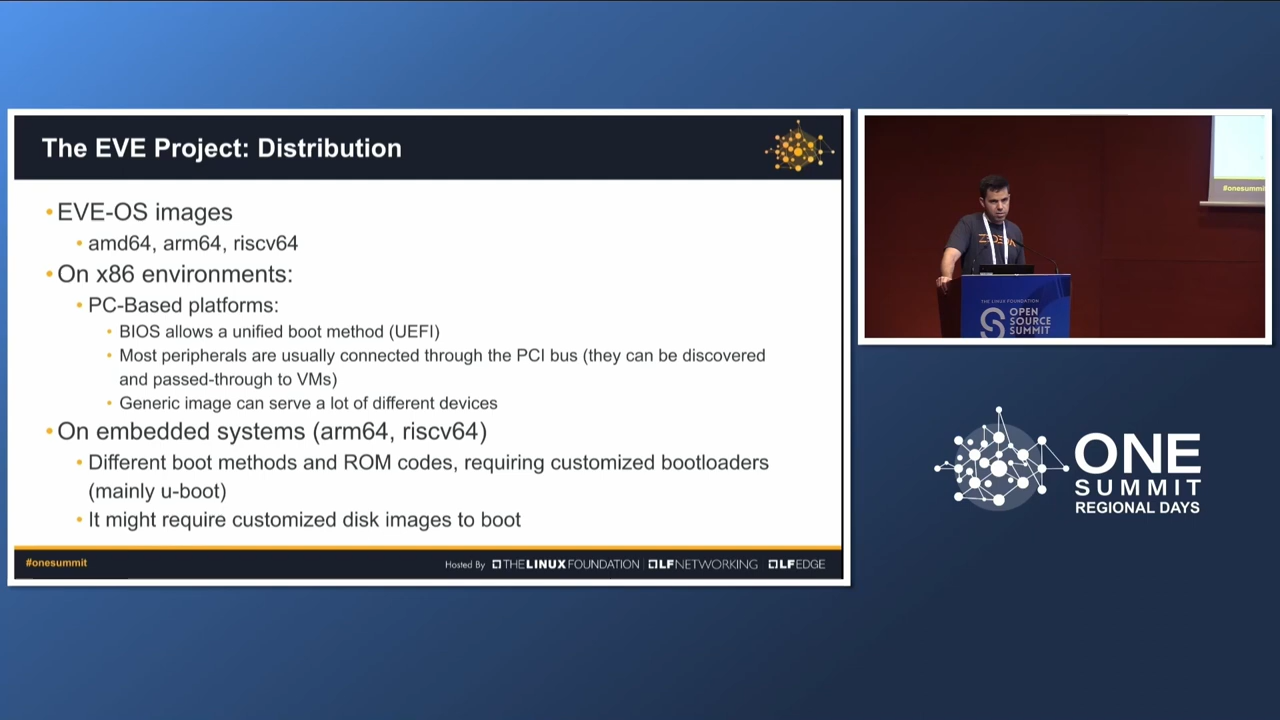 The EVE Project: Distribution
•EVE-OS images
• amd64, arm64, riscv64
•On x86 environments:
• PC-Based platforms:
• BIOS allows a unified boot method (UEFI)
• Most peripherals are usually connected through the PCI bus (they can be discovered
and passed-through to VMs)
• Generic image can serve a lot of different devices
•On embedded systems (arm64, riscv64)
• Different boot methods and ROM codes, requiring customized bootloaders
(mainly u-boot)
• It might require customized disk images to boot
#onesummit
Hosted By THE LINUX FOUNDATION | LFNETWORKING LFEDGE
#onesummit
ZEDEDA
THE LINUX FOUNDATION
OPEN
SOURCE
SUMMIT
ONE
SUMMIT
REGIONAL DAYS